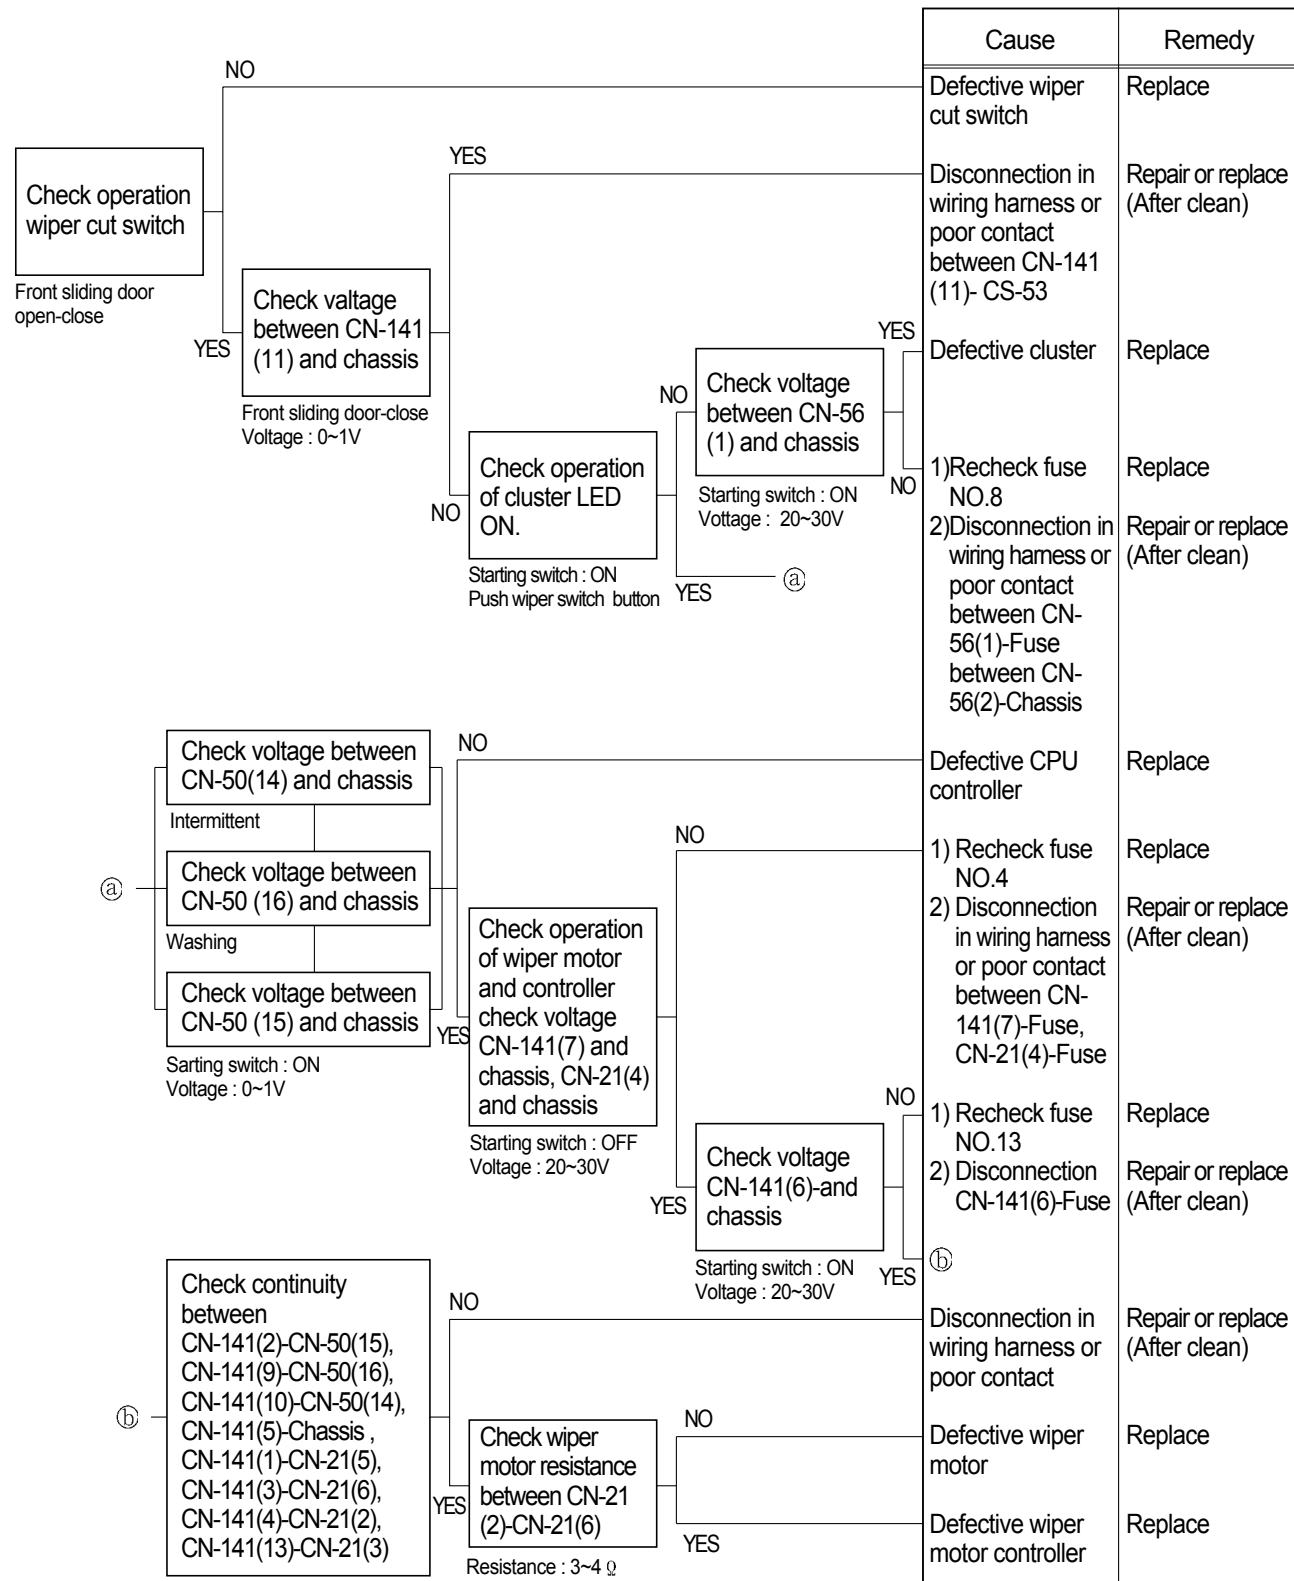 Cause
Remedy
NO
Defective wiper
cut switch
Replace
YES
Check operation
wiper cut switch
Front sliding door
open-close
Disconnection in
wiring harness or
poor contact
between CN-141
(11)- CS-53
Repair or replace
(After clean)
YES
Check valtage
between CN-141
(11) and chassis
Front sliding door-close
Voltage : 0~1V
YES
Defective cluster
Replace
NO
Check voltage
between CN-56
(1) and chassis
Starting switch : ON
Vottage : 20~30V
NO
Check operation
of cluster LED
ON.
Starting switch : ON
Push wiper switch button
NO
YES
ⓐ
1)Recheck fuse
NO.8
Replace
2)Disconnection in
wiring harness or
poor contact
between CN-
56(1)-Fuse
between CN-
56(2)-Chassis
Repair or replace
(After clean)
Check voltage between
CN-50(14) and chassis
Intermittent
NO
Defective CPU
controller
Replace
ⓐ
Check voltage between
CN-50 (16) and chassis
Washing
Check voltage between
CN-50 (15) and chassis
Sarting switch : ON
Voltage : 0~1V
YES
Check operation
of wiper motor
and controller
check voltage
CN-141(7) and
chassis, CN-21(4)
and chassis
Starting switch : OFF
Voltage : 20~30V
NO
1) Recheck fuse
NO.4
Replace
2) Disconnection
in wiring harness
or poor contact
between CN-
141(7)-Fuse,
CN-21(4)-Fuse
Repair or replace
(After clean)
YES
Check voltage
CN-141(6)-and
chassis
Starting switch : ON
Voltage : 20~30V
NO
1) Recheck fuse
NO.13
Replace
2) Disconnection
CN-141(6)-Fuse
Repair or replace
(After clean)
YES
ⓑ
ⓑ
Check continuity
between
CN-141(2)-CN-50(15),
CN-141(9)-CN-50(16),
CN-141(10)-CN-50(14),
CN-141(5)-Chassis ,
CN-141(1)-CN-21(5),
CN-141(3)-CN-21(6),
CN-141(4)-CN-21(2),
CN-141(13)-CN-21(3)
NO
Disconnection in
wiring harness or
poor contact
Repair or replace
(After clean)
YES
Check wiper
motor resistance
between CN-21
(2)-CN-21(6)
Resistance : 3~4 Ω
NO
Defective wiper
motor
Replace
YES
Defective wiper
motor controller
Replace